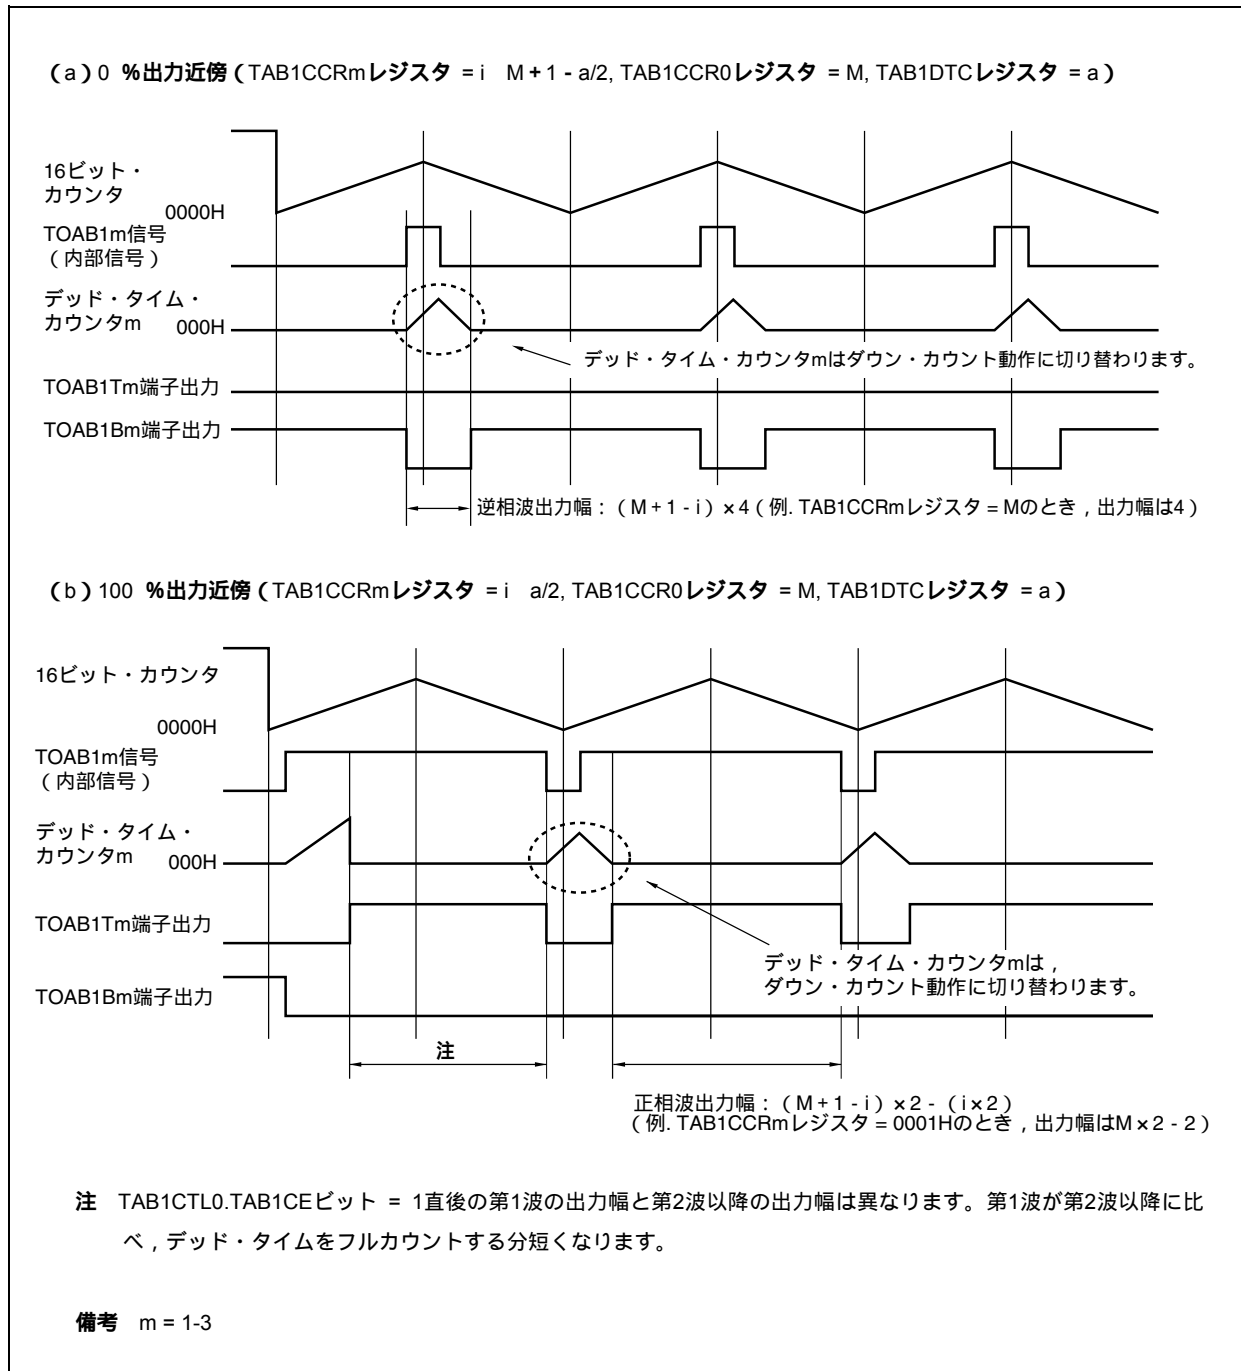 （a）0 %出力近傍（TAB1CCRmレジスタ = i   M + 1 - a/2, TAB1CCR0レジスタ = M, TAB1DTCレジスタ = a）
16ビット・
カウンタ
0000H
TOAB1m信号
（内部信号）
デッド・タイム・
カウンタm 000H
デッド・タイム・カウンタmはダウン・カウント動作に切り替わります。
TOAB1Tm端子出力
TOAB1Bm端子出力
逆相波出力幅：（M + 1 - i）×4（例. TAB1CCRmレジスタ = Mのとき，出力幅は4）
（b）100 %出力近傍（TAB1CCRmレジスタ = i   a/2, TAB1CCR0レジスタ = M, TAB1DTCレジスタ = a）
16ビット・カウンタ
0000H
TOAB1m信号
（内部信号）
デッド・タイム・
カウンタm 000H
TOAB1Tm端子出力
デッド・タイム・カウンタmは，
ダウン・カウント動作に切り替わります。
TOAB1Bm端子出力
注
正相波出力幅：（M + 1 - i）×2 -（i×2）
（例. TAB1CCRmレジスタ = 0001Hのとき，出力幅はM×2 - 2）
注 TAB1CTL0.TAB1CEビット = 1直後の第1波の出力幅と第2波以降の出力幅は異なります。第1波が第2波以降に比
べ，デッド・タイムをフルカウントする分短くなります。
備考 m = 1-3